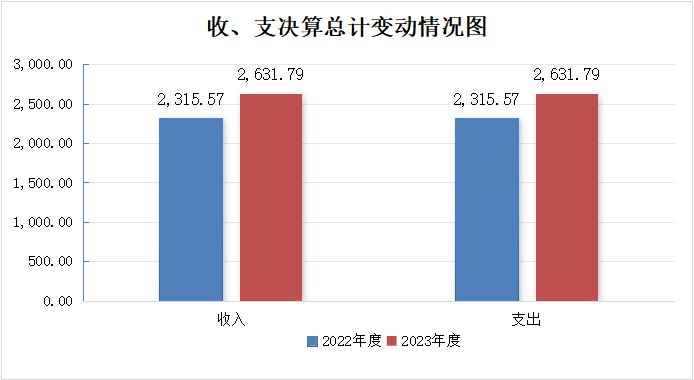 收、支决算总计变动情况图
3,000.00
2,500.00
2,000.00
1,500.00
1,000.00
500.00
0.00
2,315.57
2,631.79
2,315.57
2,631.79
收入
支出
2022年度
2023年度